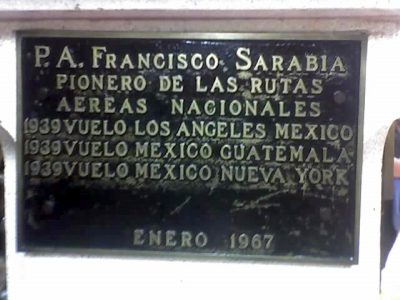 P.A. FRANCISCO SARABIA
PIONERO DE LAS RUTAS
AEREAS NACIONALES
1939 VUELO LOS ANGELES MEXICO
1939 VUELO MEXICO GUATEMALA
1939 VUELO MEXICO NUEVA YORK
ENERO 1967